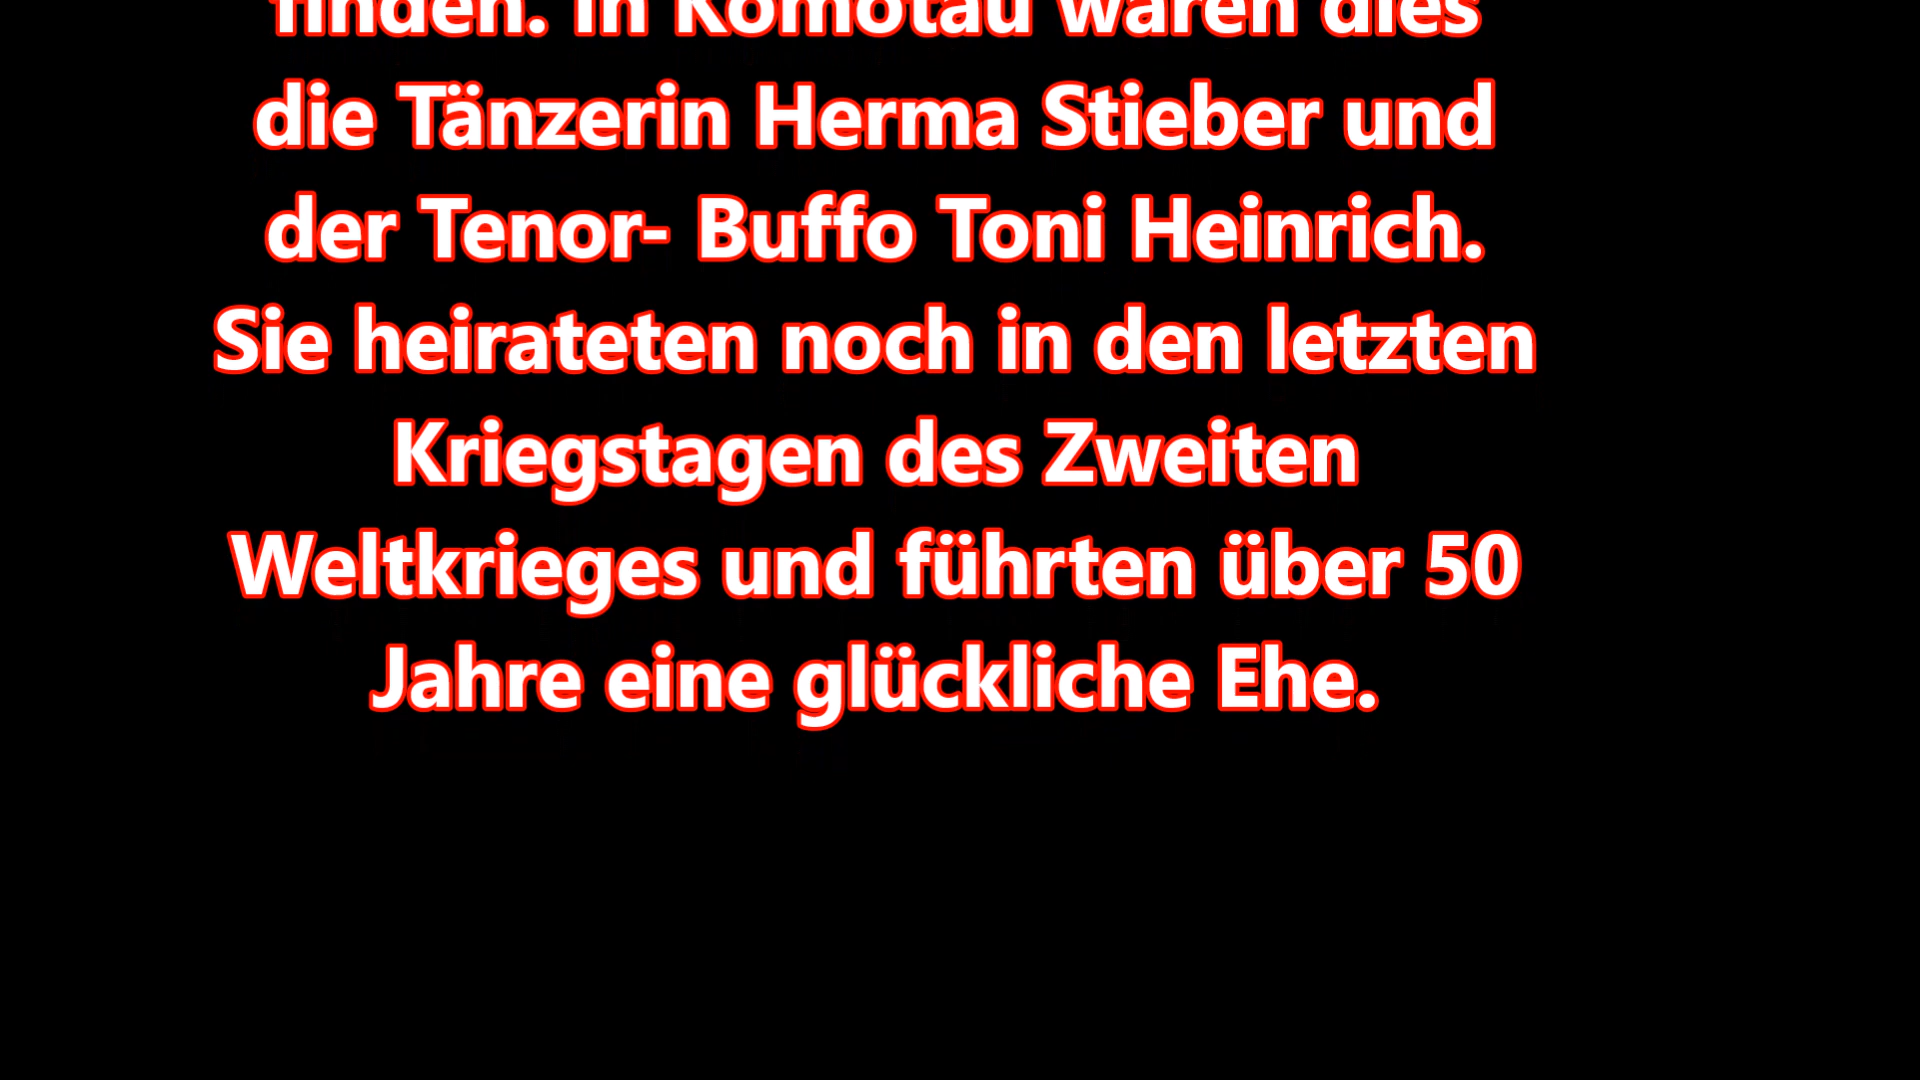 finden. In Komotau waren dies
die Tänzerin Herma Stieber und
der Tenor- Buffo Toni Heinrich.
Sie heirateten noch in den letzten
Kriegstagen des Zweiten
Weltkrieges und führten über 50
Jahre eine glückliche Ehe.